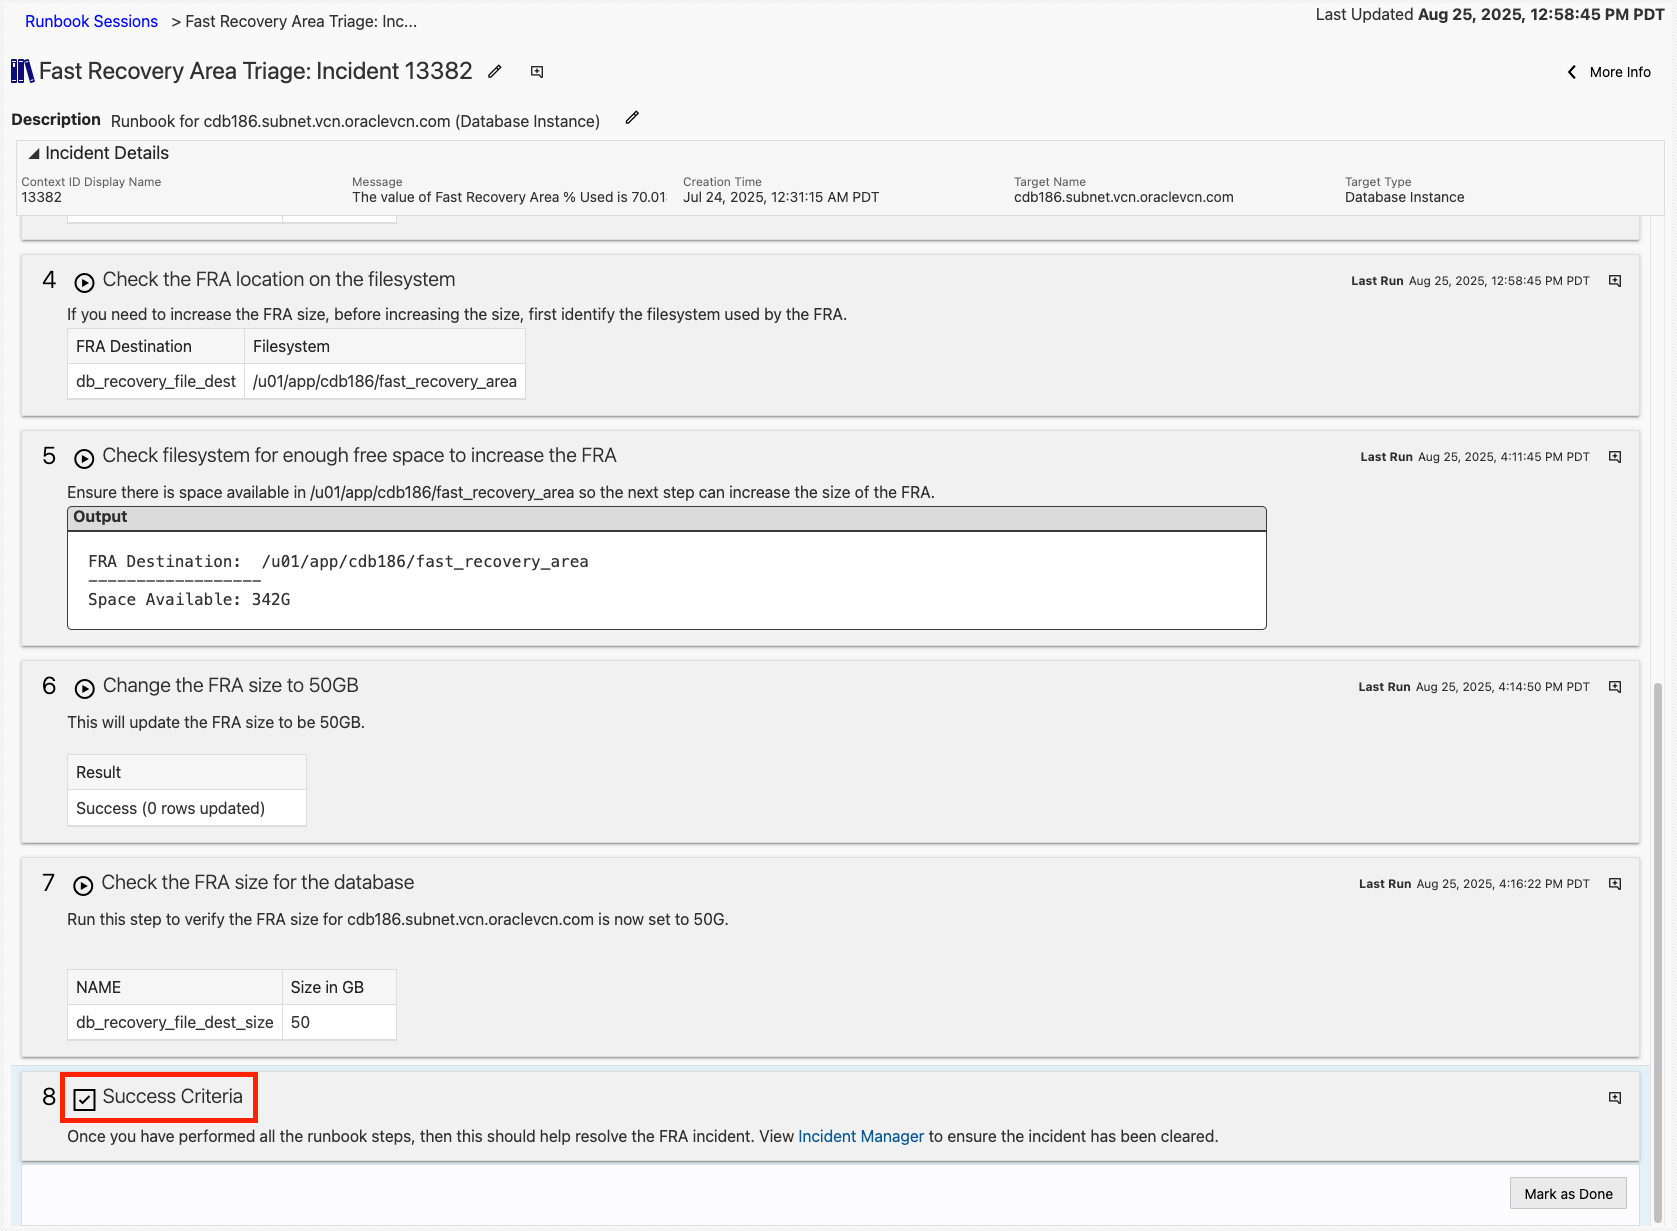 Runbook Sessions > Fast Recovery Area Triage: Inc...
Last Updated Aug 25, 2025, 12:58:45 PM PDT
Fast Recovery Area Triage: Incident 13382
More Info
Description Runbook for cdb186.subnet.vcn.oraclevcn.com (Database Instance)
Incident Details
Context ID Display Name
13382
Message
The value of Fast Recovery Area % Used is 70.01
Creation Time
Jul 24, 2025, 12:31:15 AM PDT
Target Name
cdb186.subnet.vcn.oraclevcn.com
Target Type
Database Instance
4 Check the FRA location on the filesystem
Last Run Aug 25, 2025, 12:58:45 PM PDT
If you need to increase the FRA size, before increasing the size, first identify the filesystem used by the FRA.
FRA Destination Filesystem
db_recovery_file_dest /u01/app/cdb186/fast_recovery_area
5 Check filesystem for enough free space to increase the FRA
Last Run Aug 25, 2025, 4:11:45 PM PDT
Ensure there is space available in /u01/app/cdb186/fast_recovery_area so the next step can increase the size of the FRA.
Output
FRA Destination: /u01/app/cdb186/fast_recovery_area
------------------
Space Available: 342G
6 Change the FRA size to 50GB
Last Run Aug 25, 2025, 4:14:50 PM PDT
This will update the FRA size to be 50GB.
Result
Success (0 rows updated)
7 Check the FRA size for the database
Last Run Aug 25, 2025, 4:16:22 PM PDT
Run this step to verify the FRA size for cdb186.subnet.vcn.oraclevcn.com is now set to 50G.
NAME Size in GB
db_recovery_file_dest_size 50
8 Success Criteria
Once you have performed all the runbook steps, then this should help resolve the FRA incident. View Incident Manager to ensure the incident has been cleared.
Mark as Done